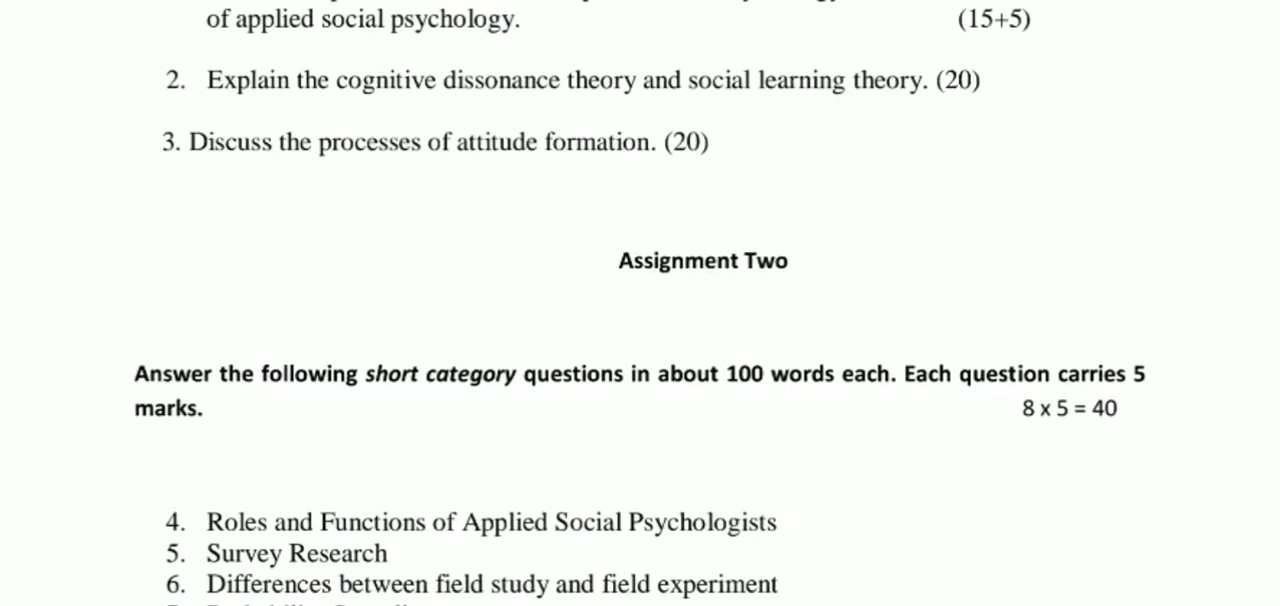 of applied social psychology. (15+5)
2. Explain the cognitive dissonance theory and social learning theory. (20)
3. Discuss the processes of attitude formation. (20)
Assignment Two
Answer the following short category questions in about 100 words each. Each question carries 5
marks. 8 x 5 = 40
4. Roles and Functions of Applied Social Psychologists
5. Survey Research
6. Differences between field study and field experiment